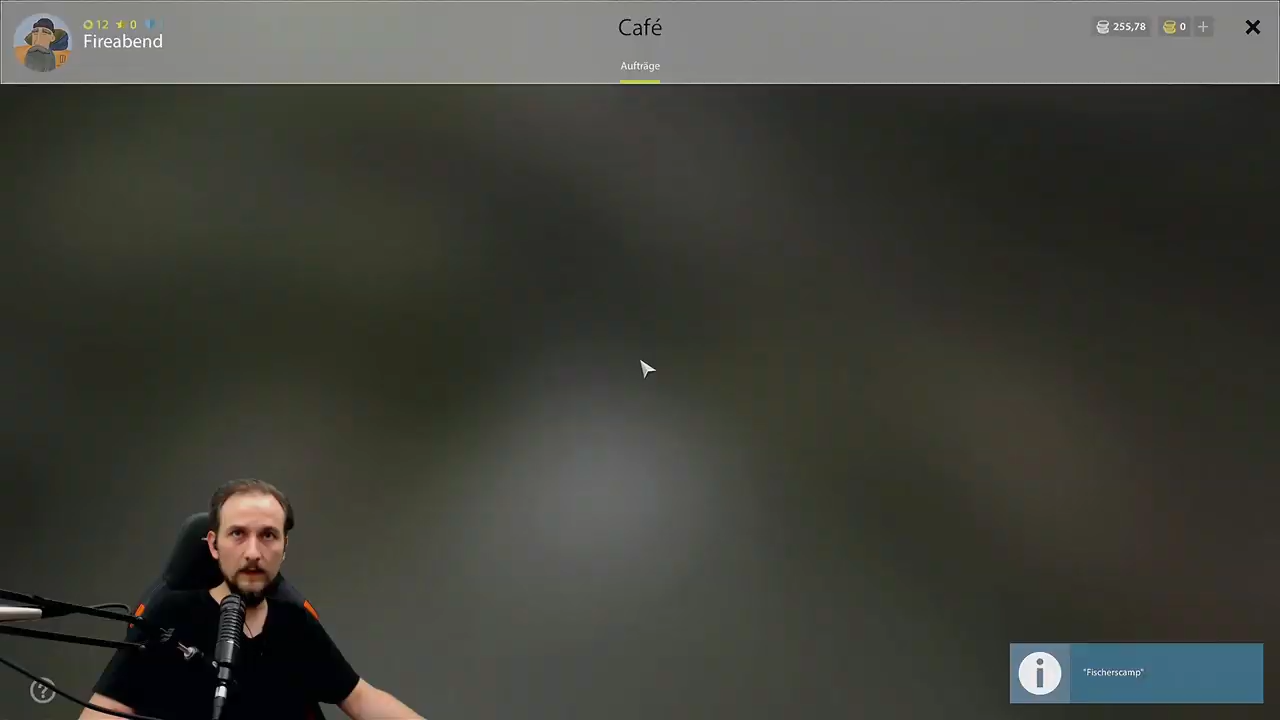 12 0
Fireabend
Café
Aufträge
255,78
0 +
?
i
"Fischerscamp"